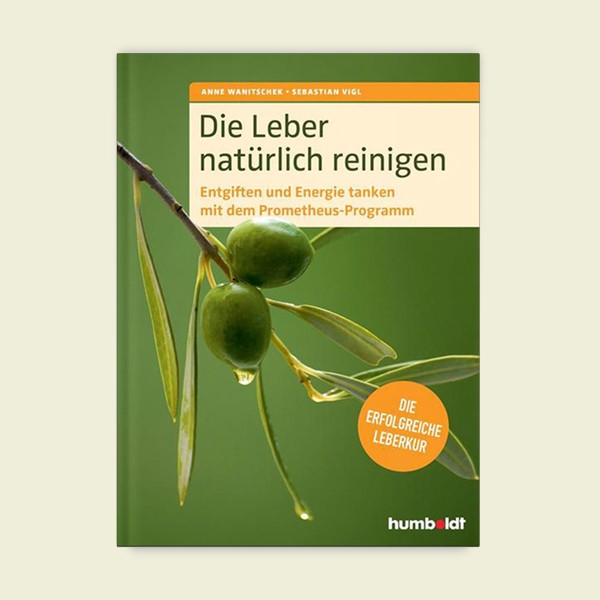 ANNE WANITSCHEK • SEBASTIAN VIGL
Die Leber
natürlich reinigen
Entgiften und Energie tanken
mit dem Prometheus-Programm
DIE
ERFOLGREICHE
LEBERKUR
humboldt